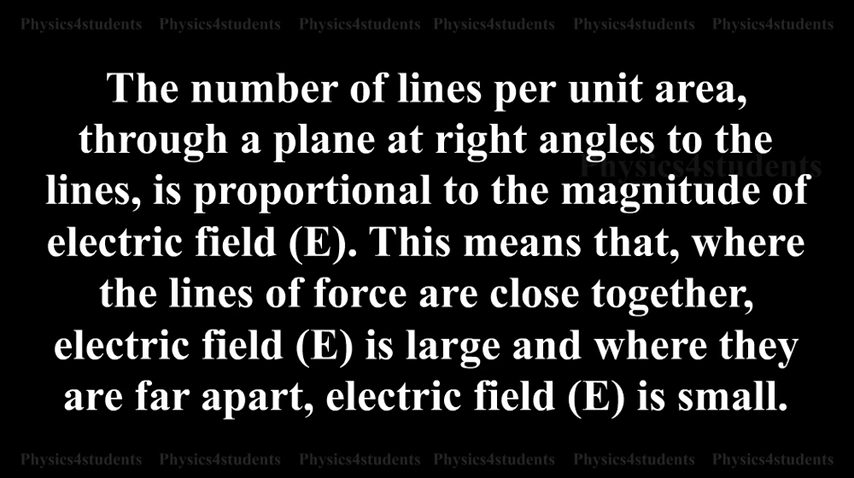 Physics4students Physics4students Physics4students Physics4students Physics4students Physics4students
The number of lines per unit area,
through a plane at right angles to the
Physics4students
lines, is proportional to the magnitude of
electric field (E). This means that, where
the lines of force are close together,
electric field (E) is large and where they
are far apart, electric field (E) is small.
Physics4students Physics4students Physics4students Physics4students Physics4students Physics4students